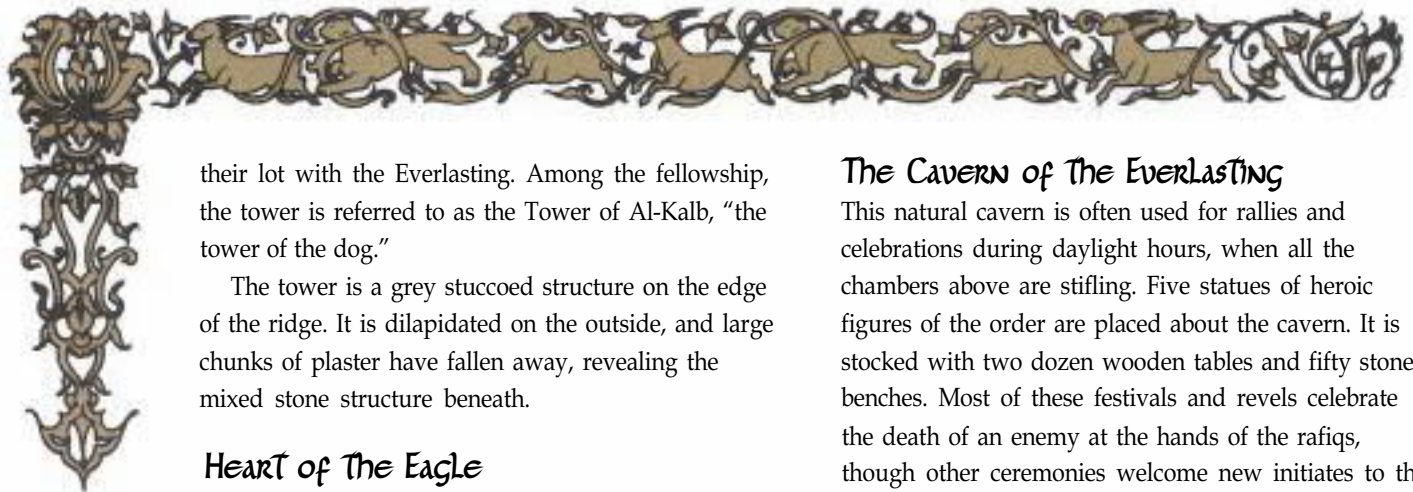 their lot with the Everlasting. Among the fellowship,
the tower is referred to as the Tower of Al-Kalb, “the
tower of the dog.”
The tower is a grey stuccoed structure on the edge
of the ridge. It is dilapidated on the outside, and large
chunks of plaster have fallen away, revealing the
mixed stone structure beneath.
Heart of The Eagle
The Cavern of The Everlasting
This natural cavern is often used for rallies and
celebrations during daylight hours, when all the
chambers above are stifling. Five statues of heroic
figures of the order are placed about the cavern. It is
stocked with two dozen wooden tables and fifty stone
benches. Most of these festivals and revels celebrate
the death of an enemy at the hands of the rafiqs,
though other ceremonies welcome new initiates to th